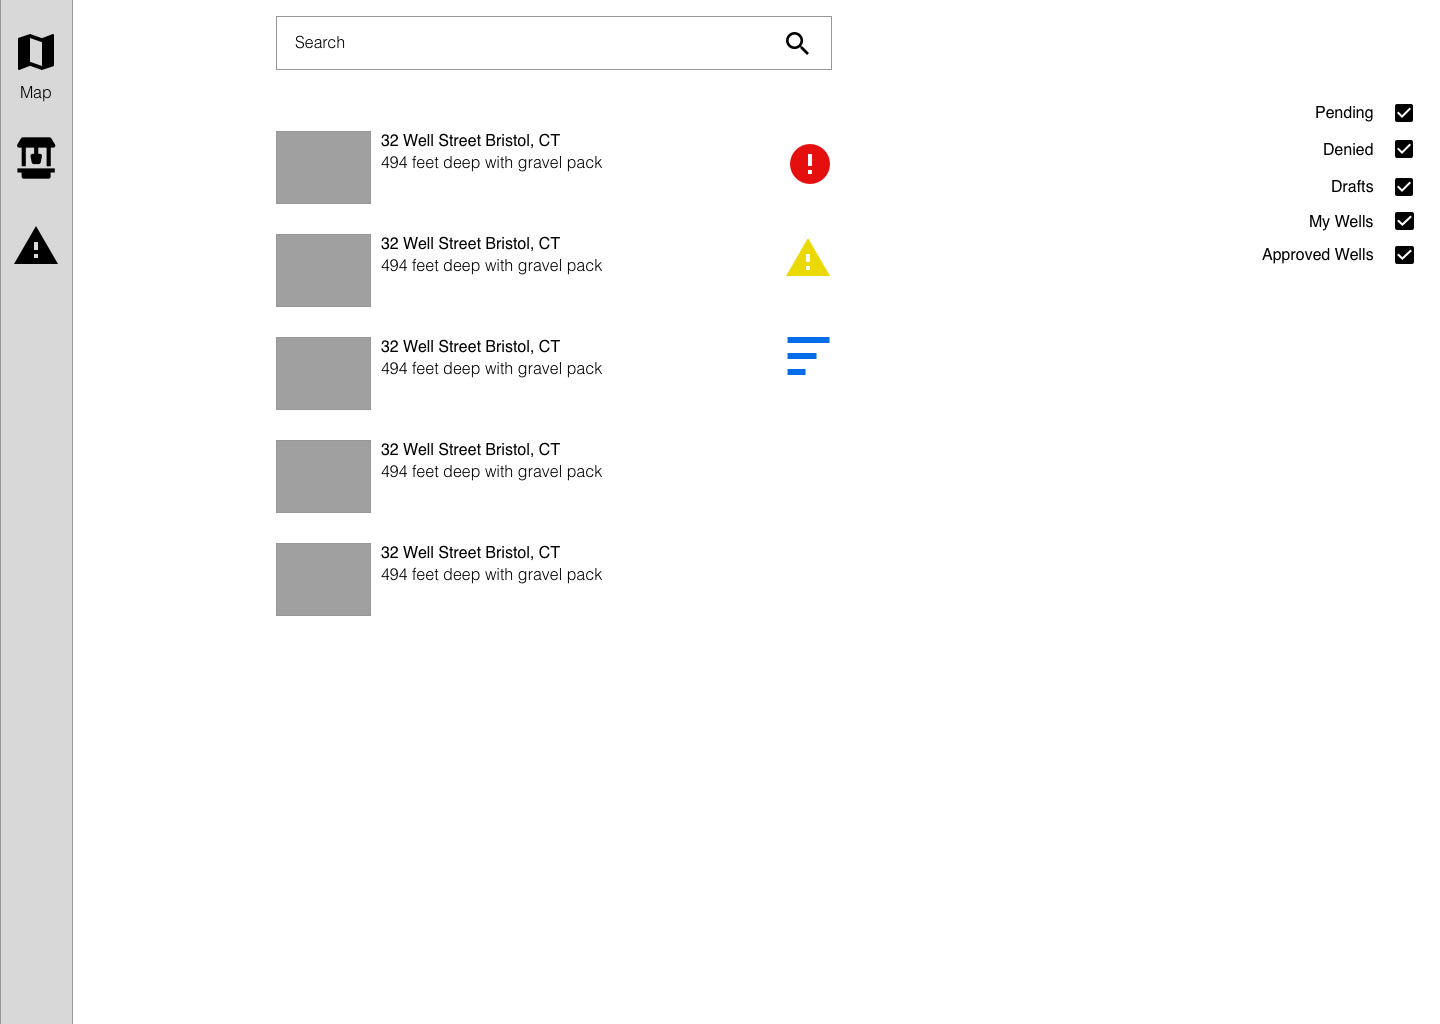 Search
Map
32 Well Street Bristol, CT
494 feet deep with gravel pack
32 Well Street Bristol, CT
494 feet deep with gravel pack
32 Well Street Bristol, CT
494 feet deep with gravel pack
32 Well Street Bristol, CT
494 feet deep with gravel pack
32 Well Street Bristol, CT
494 feet deep with gravel pack
Pending
Denied
Drafts
My Wells
Approved Wells